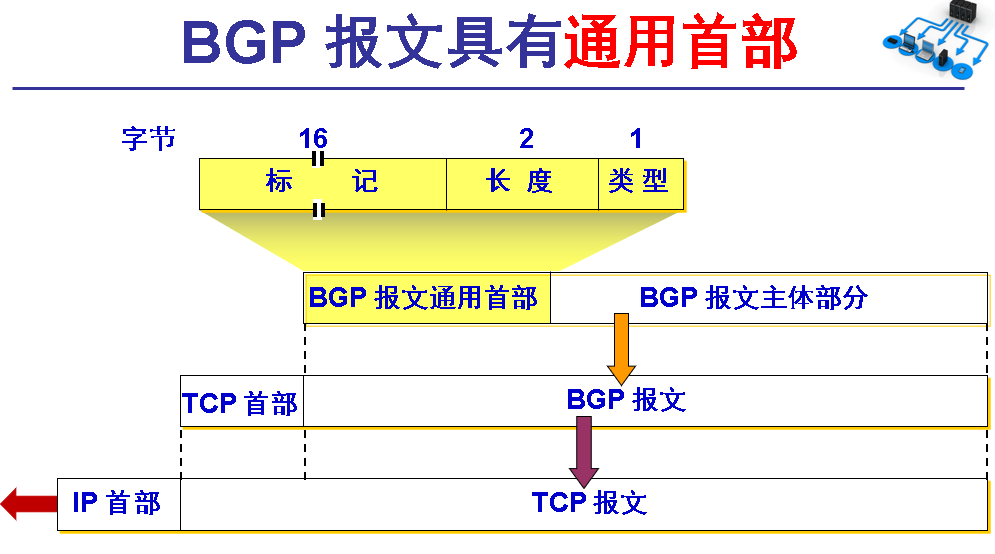 BGP 报文具有通用首部
字节 16 2 1
标 记 长 度 类 型
BGP 报文通用首部 BGP 报文主体部分
TCP 首部 BGP 报文
IP 首部 TCP 报文